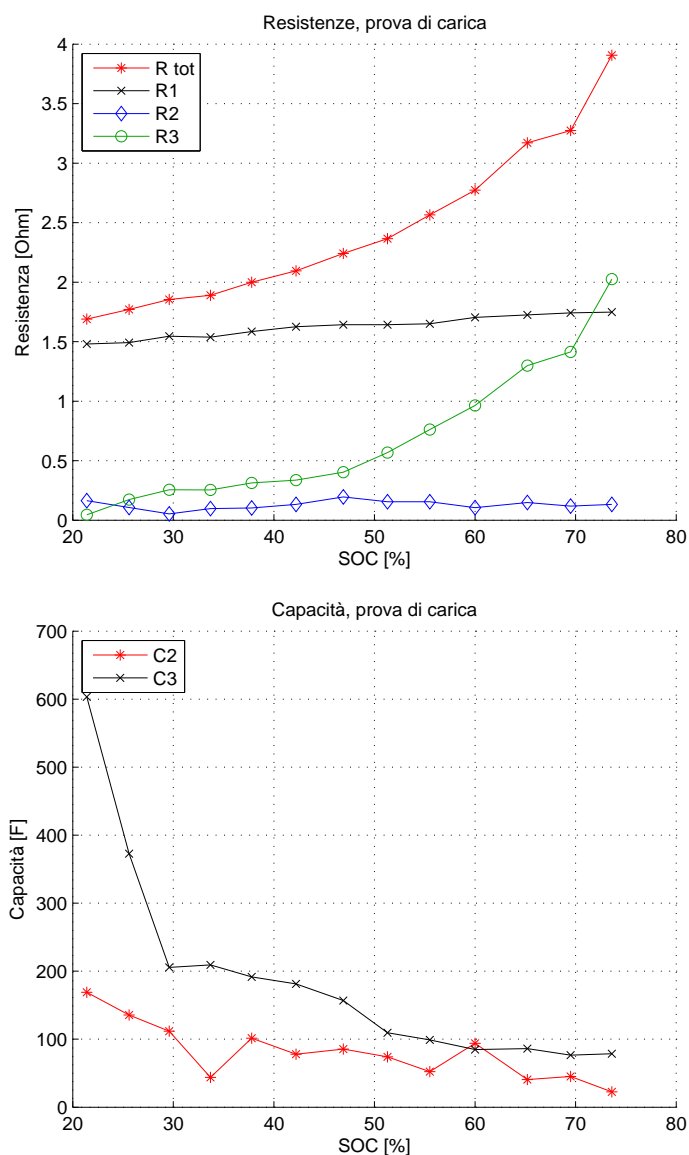 Resistenze, prova di carica
4
3.5
3
2.5
2
1.5
1
0.5
0
R tot
R1
R2
R3
Resistenza [Ohm]
20 30 40 50 60 70 80
SOC [%]
Capacità, prova di carica
700
600
500
400
300
200
100
0
C2
C3
Capacità [F]
20 30 40 50 60 70 80
SOC [%]